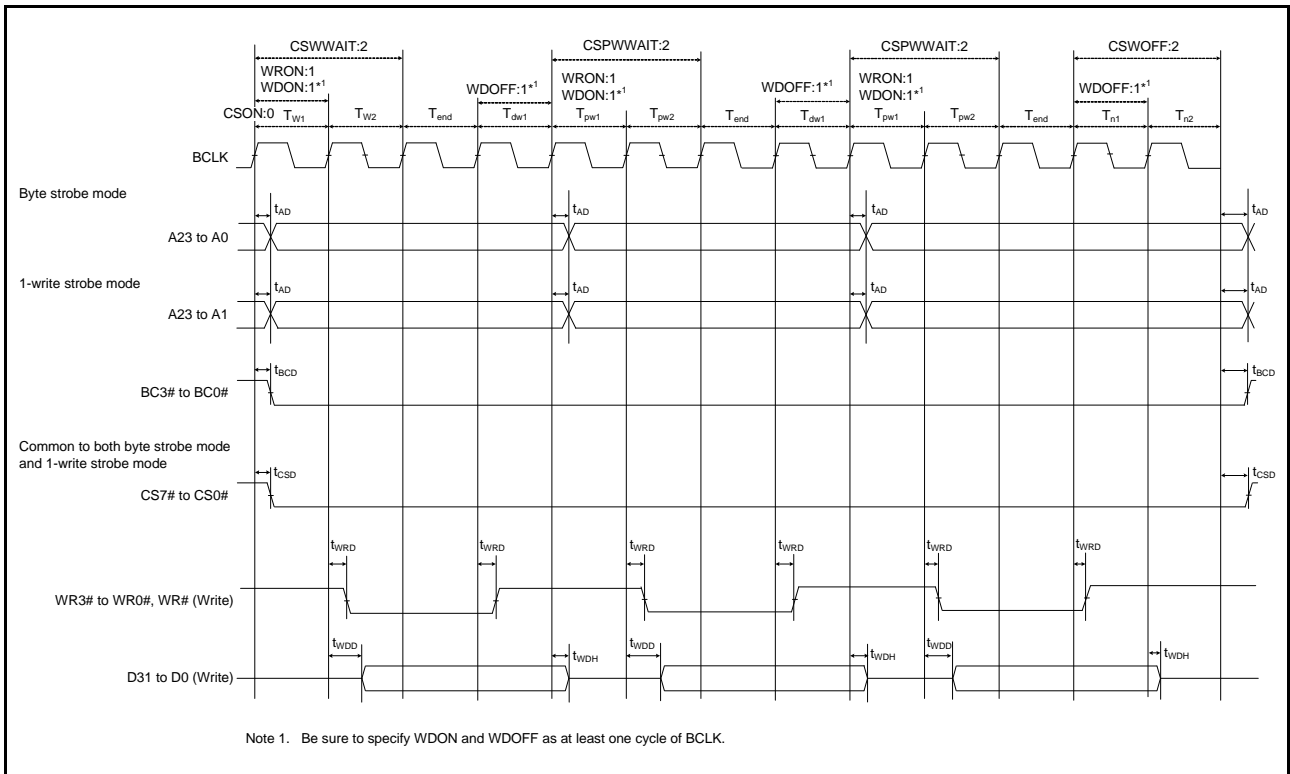 CSWWAIT:2 CSPWWAIT:2 CSPWWAIT:2 CSWOFF:2
WRON:1 WRON:1 WRON:1
WDON:1*1 WDOFF:1*1 WDON:1*1 WDOFF:1*1 WDON:1*1 WDOFF:1*1
CSON:0 TW1 TW2 Tend Tdw1 Tpw1 Tpw2 Tend Tdw1 Tpw1 Tpw2 Tend Tn1 Tn2
BCLK
Byte strobe mode
tAD tAD tAD tAD
A23 to A0
1-write strobe mode
tAD tAD tAD tAD
A23 to A1
tBCD tBCD
BC3# to BC0#
Common to both byte strobe mode
and 1-write strobe mode
tCSD tCSD
CS7# to CS0#
tWRD tWRD tWRD tWRD tWRD tWRD
WR3# to WR0#, WR# (Write)
tWDD tWDH tWDD tWDH tWDD tWDH
D31 to D0 (Write)
Note 1. Be sure to specify WDON and WDOFF as at least one cycle of BCLK.